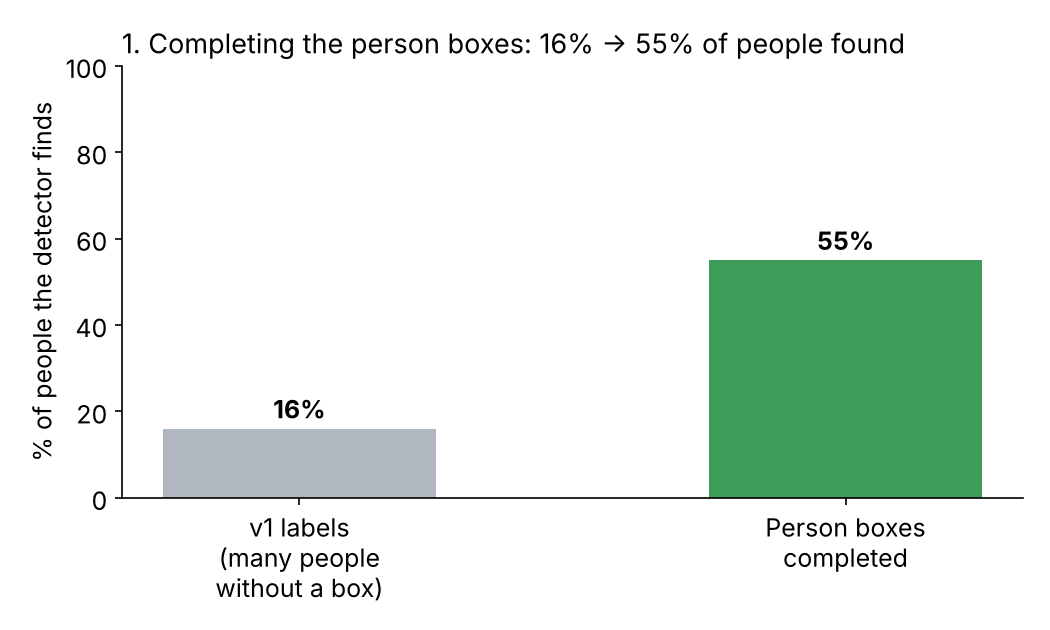 1. Completing the person boxes: 16% → 55% of people found
% of people the detector finds
100
80
60
40
20
0
16%
55%
v1 labels
(many people
without a box)
Person boxes
completed